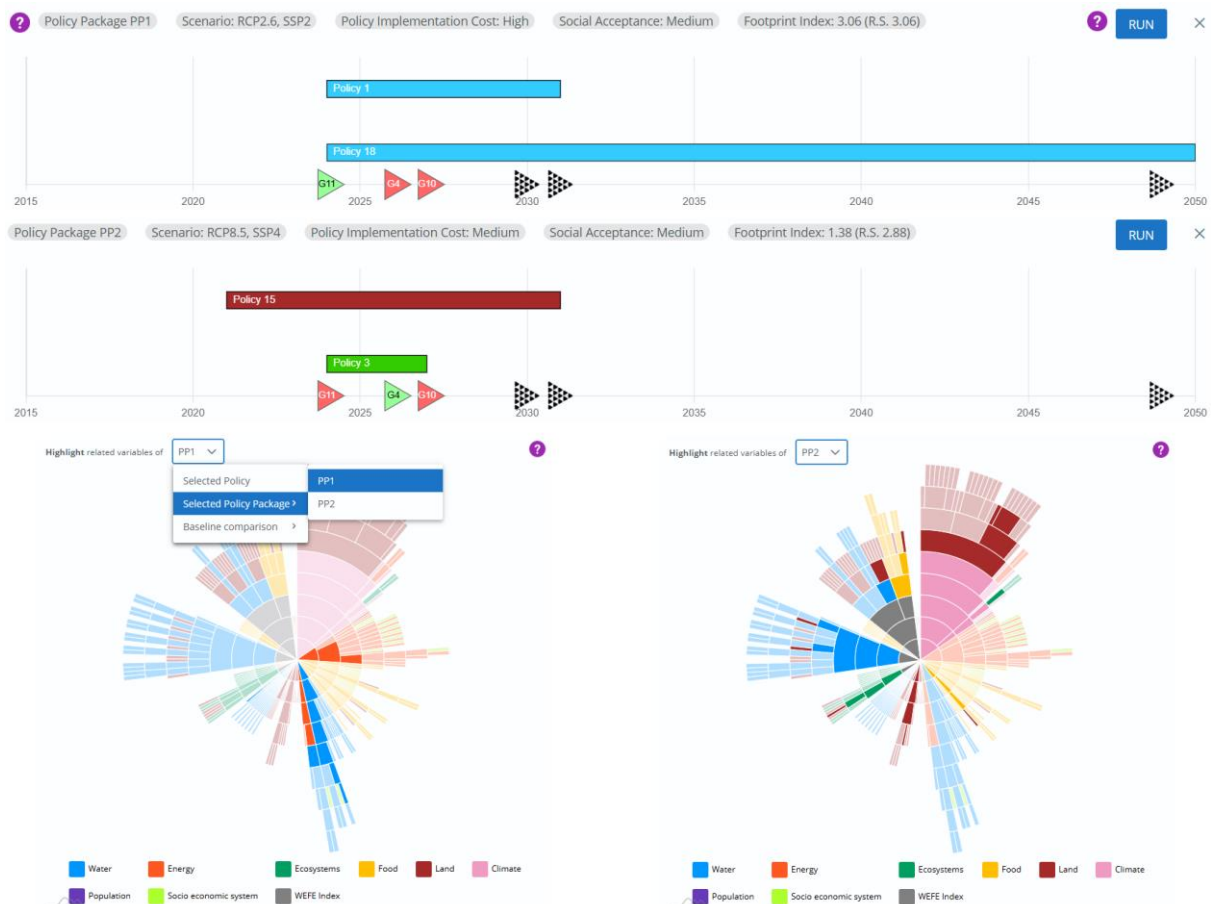 ? Policy Package PP1 Scenario: RCP2.6, SSP2 Policy Implementation Cost: High Social Acceptance: Medium Footprint Index: 3.06 (R.S. 3.06) ? RUN ×
Policy 1
Policy 18
G11 G4 G10
2015 2020 2025 2030 2035 2040 2045 2050
Policy Package PP2 Scenario: RCP8.5, SSP4 Policy Implementation Cost: Medium Social Acceptance: Medium Footprint Index: 1.38 (R.S. 2.88) RUN ×
Policy 15
Policy 3
G11 G4 G10
2015 2020 2025 2030 2035 2040 2045 2050
Highlight related variables of PP1 ?
Selected Policy PP1
Selected Policy Package > PP2
Baseline comparison >
Highlight related variables of PP2 ?
Water Energy Ecosystems Food Land Climate
Population Socio economic system WEFE Index
Water Energy Ecosystems Food Land Climate
Population Socio economic system WEFE Index